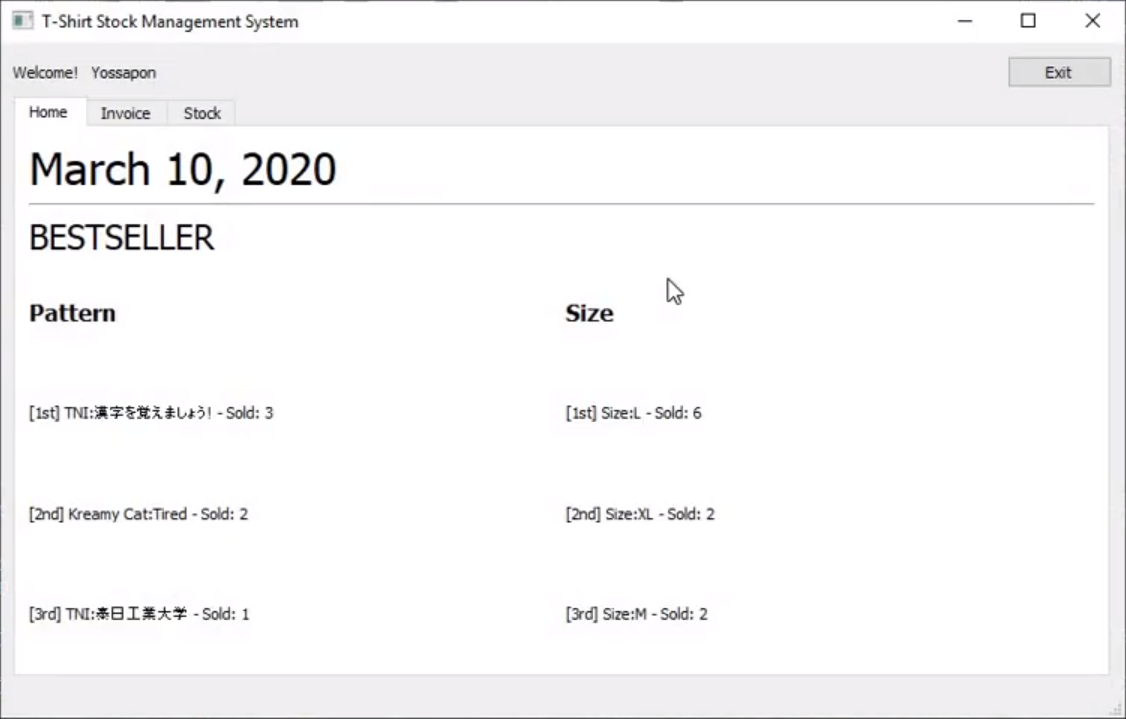 T-Shirt Stock Management System
Welcome! Yossapon
Exit
Home Invoice Stock
March 10, 2020
BESTSELLER
Pattern Size
[1st] TNI:漢字を覚えましょう! - Sold: 3 [1st] Size:L - Sold: 6
[2nd] Kreamy Cat:Tired - Sold: 2 [2nd] Size:XL - Sold: 2
[3rd] TNI:泰日工業大学 - Sold: 1 [3rd] Size:M - Sold: 2